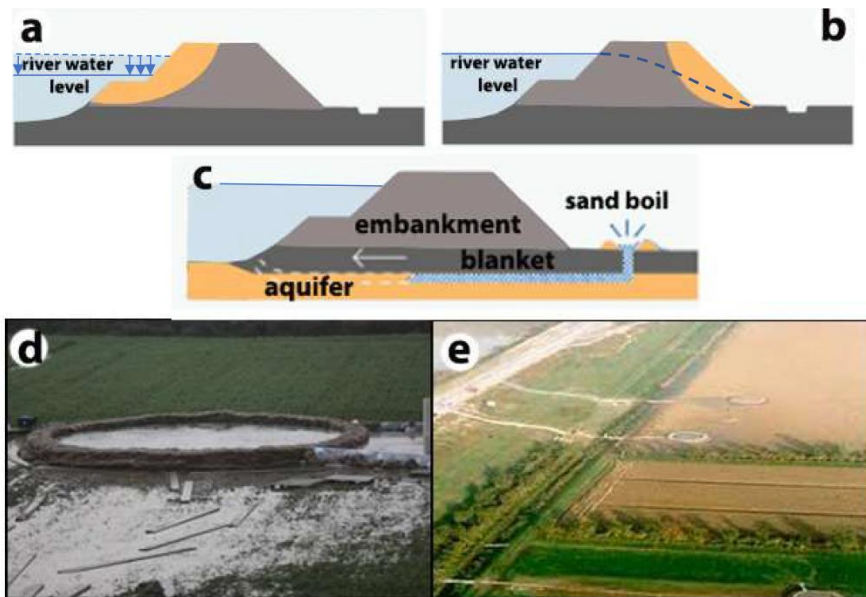 a
river water
level
b
river water
level
c
sand boil
embankment
blanket
aquifer
d
e